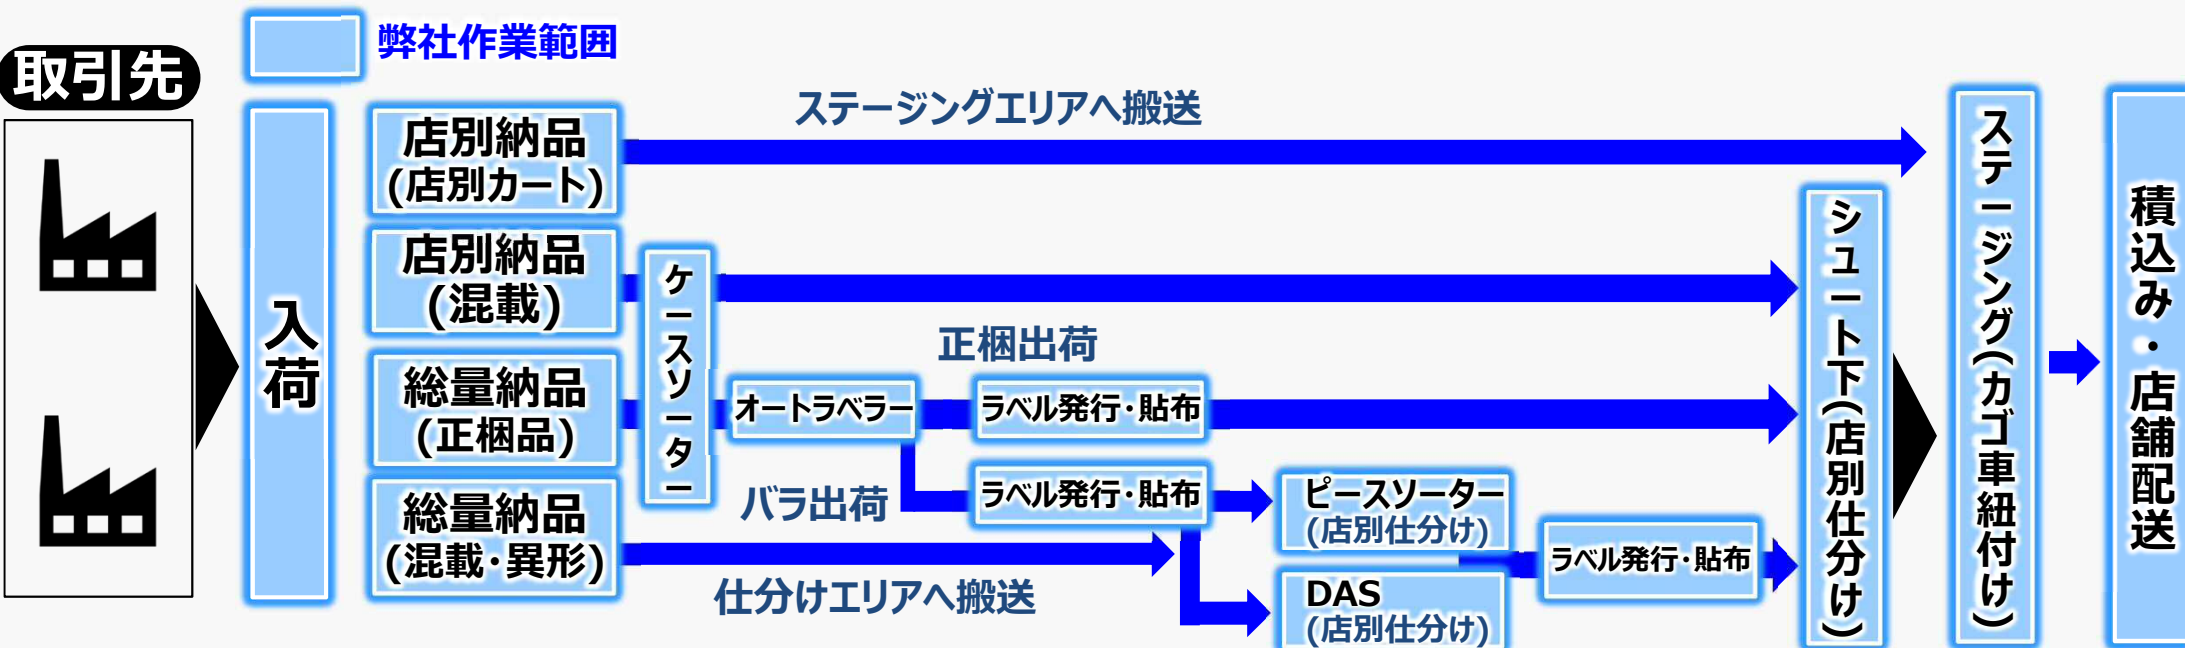 弊社作業範囲
取引先
入荷
店別納品
(店別カート)
ステージングエリアへ搬送
店別納品
(混載)
ケースソーター
総量納品
(正梱品)
オートラベラー
正梱出荷
ラベル発行・貼布
バラ出荷
ラベル発行・貼布
総量納品
(混載・異形)
仕分けエリアへ搬送
ピースソーター
(店別仕分け)
DAS
(店別仕分け)
ラベル発行・貼布
シュート下(店別仕分け)
ステージング(カゴ車紐付け)
積込み・店舗配送